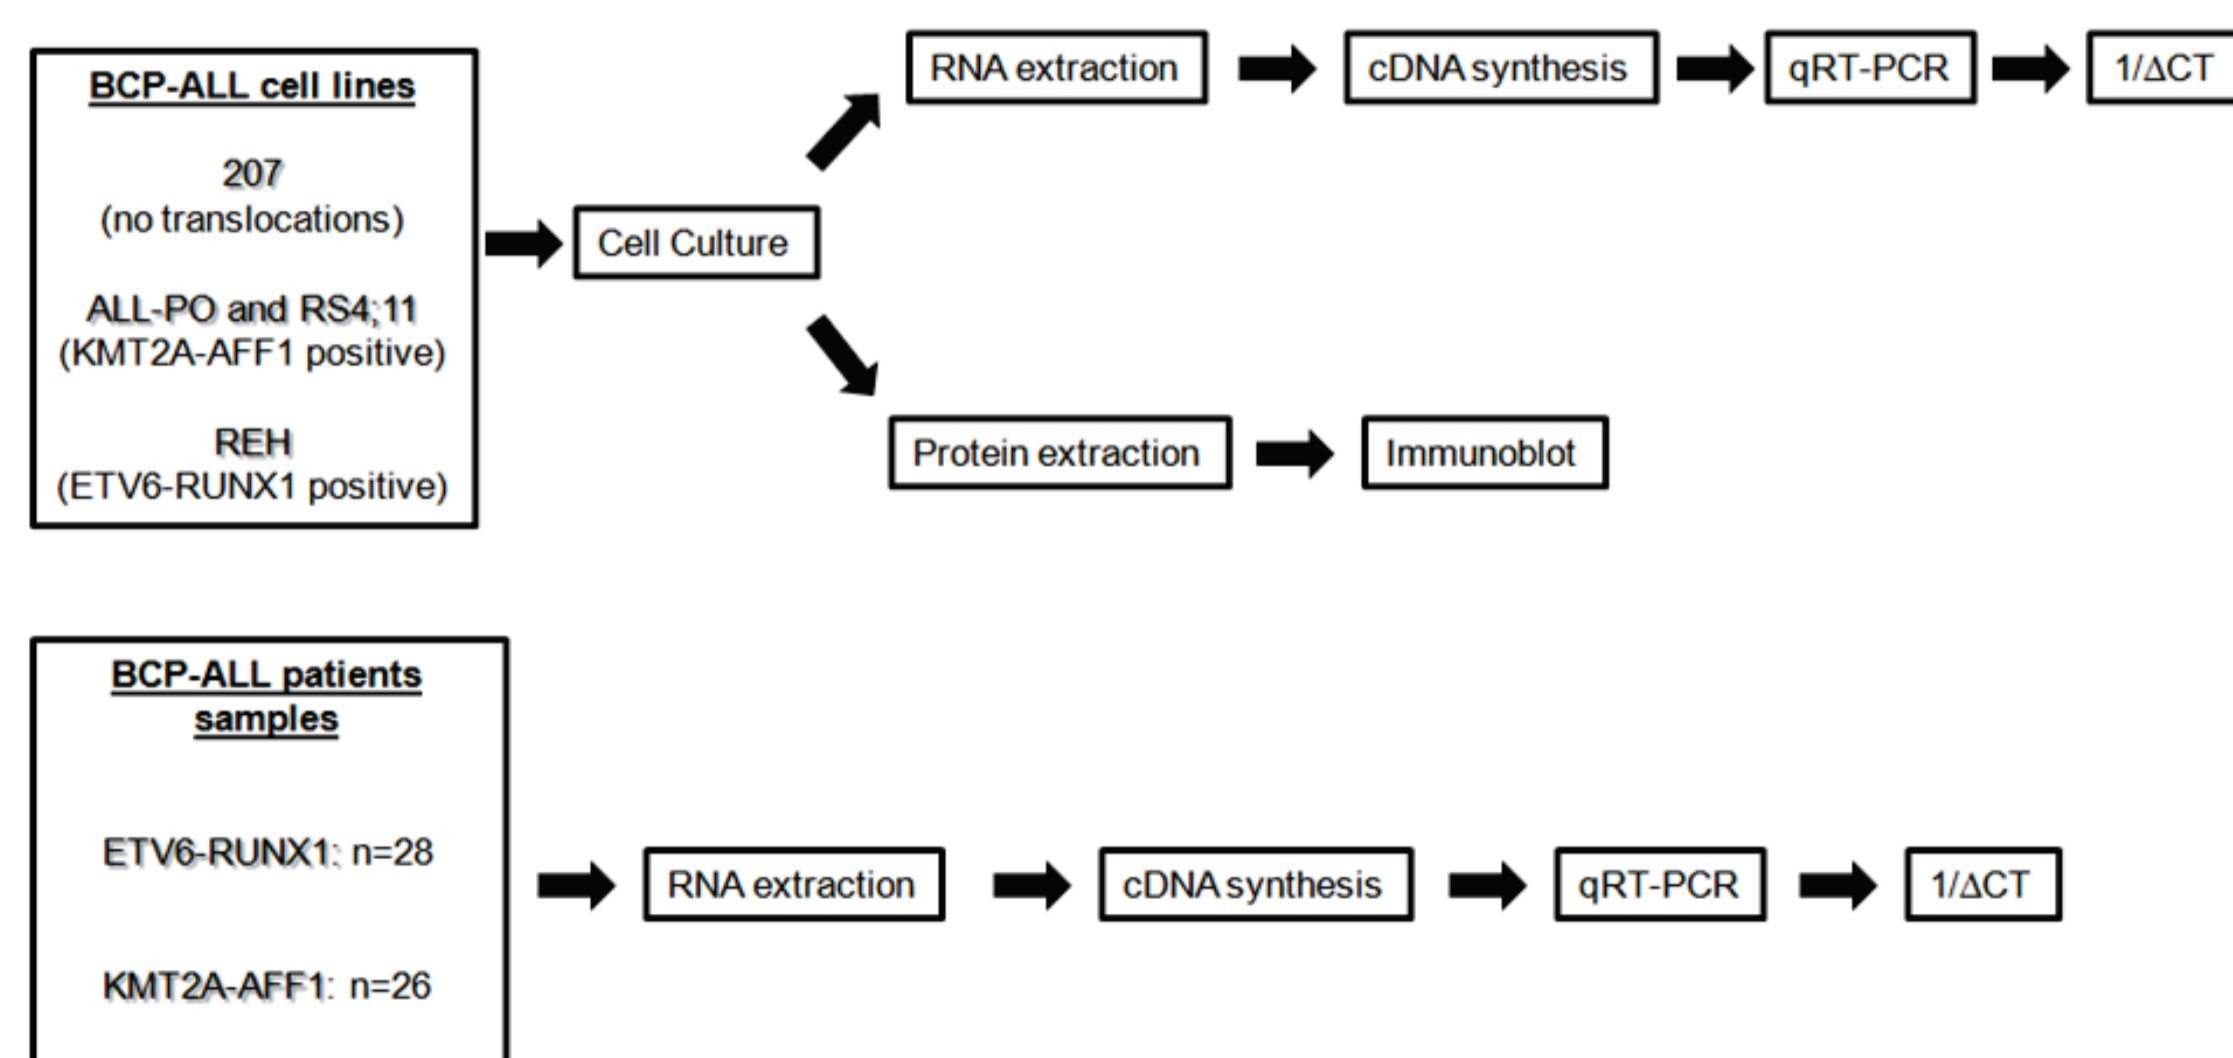 BCP-ALL cell lines
207
(no translocations)
ALL-PO and RS4;11
(KMT2A-AFF1 positive)
REH
(ETV6-RUNX1 positive)
Cell Culture
RNA extraction
cDNA synthesis
qRT-PCR
1/ΔCT
Protein extraction
Immunoblot
BCP-ALL patients
samples
ETV6-RUNX1: n=28
KMT2A-AFF1: n=26
RNA extraction
cDNA synthesis
qRT-PCR
1/ΔCT